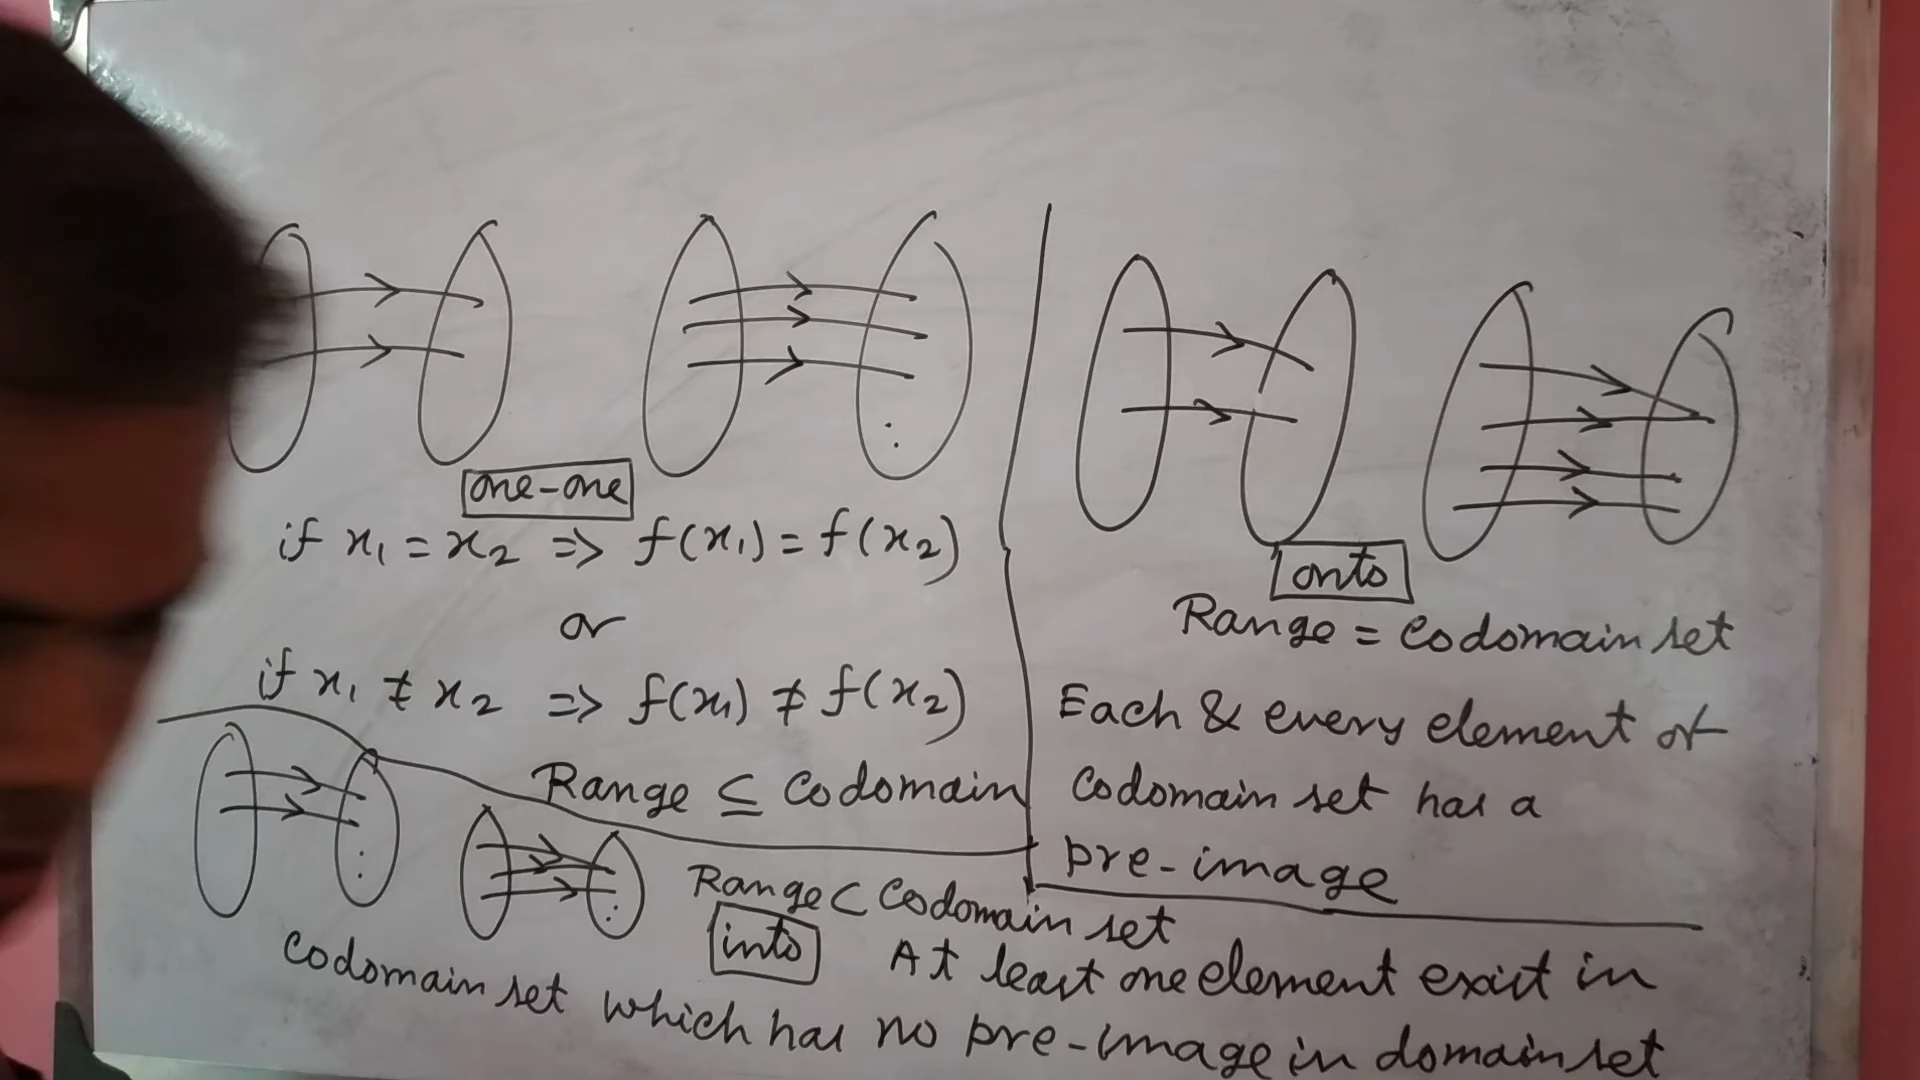 one-one
if x₁ = x₂ => f(x₁) = f(x₂)
or
if x₁ ≠ x₂ => f(x₁) ≠ f(x₂)
Range ⊆ Codomain
onto
Range = Codomain set
Each & every element of
Codomain set has a
pre-image
Range ⊂ Codomain set
into
At least one element exist in
Codomain set which has no pre-image in domain set